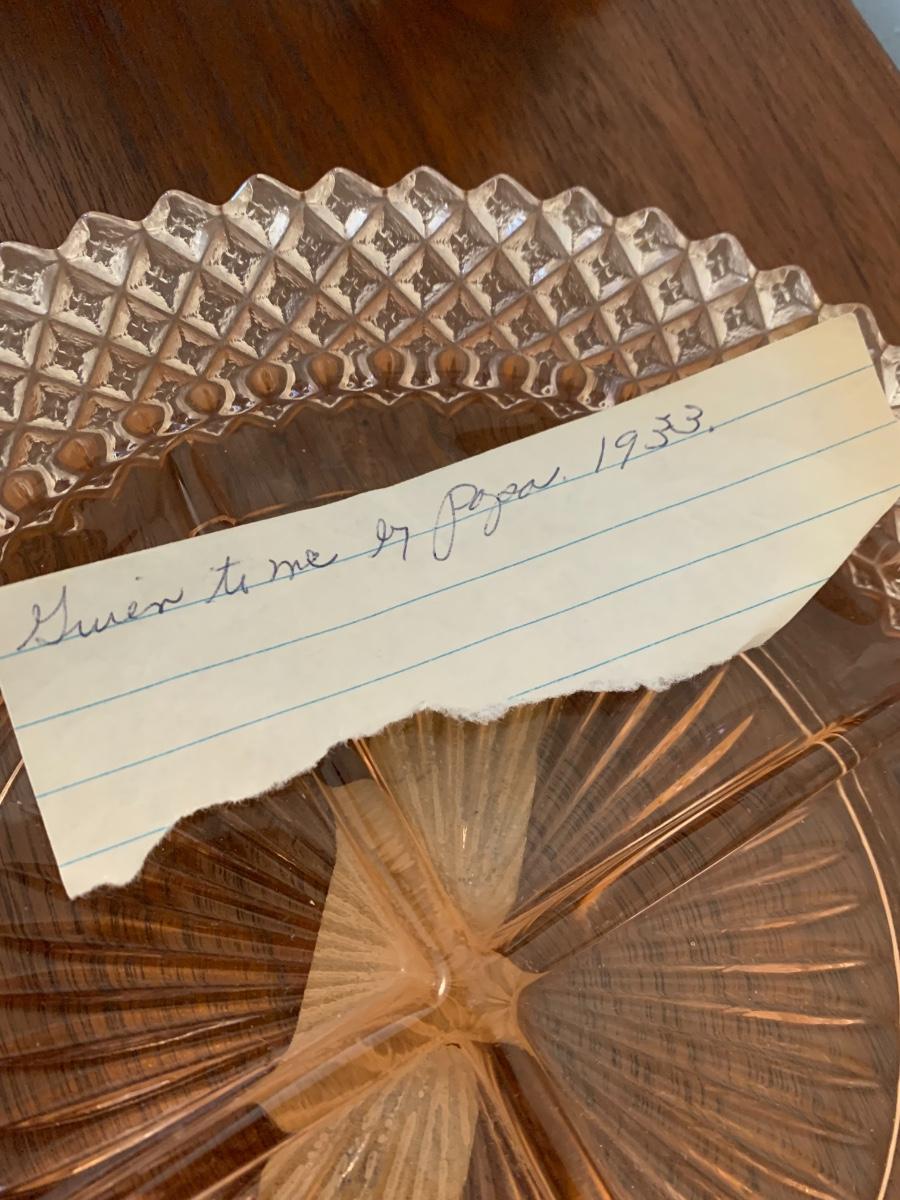 Given to me by Papa. 1933.